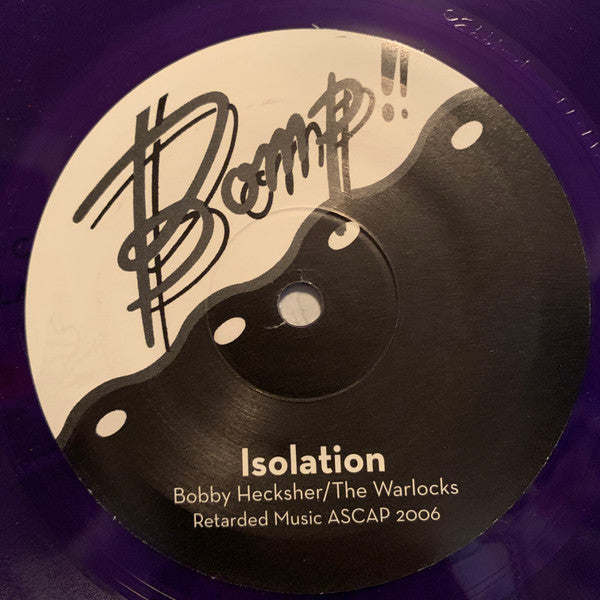 Bomp!!
Isolation
Bobby Hecksher/The Warlocks
Retarded Music ASCAP 2006